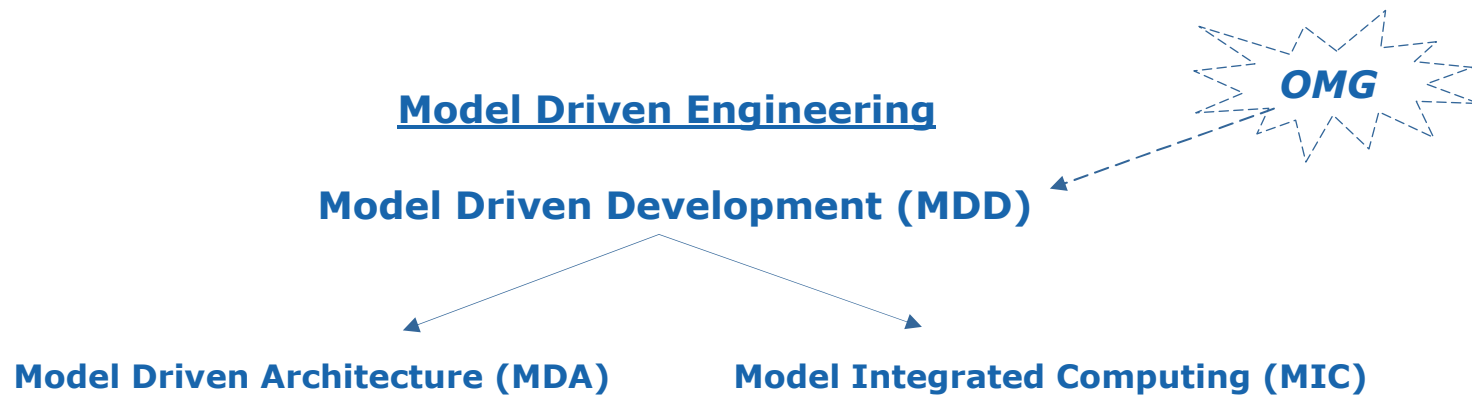 OMG
Model Driven Engineering
Model Driven Development (MDD)
Model Driven Architecture (MDA)
Model Integrated Computing (MIC)